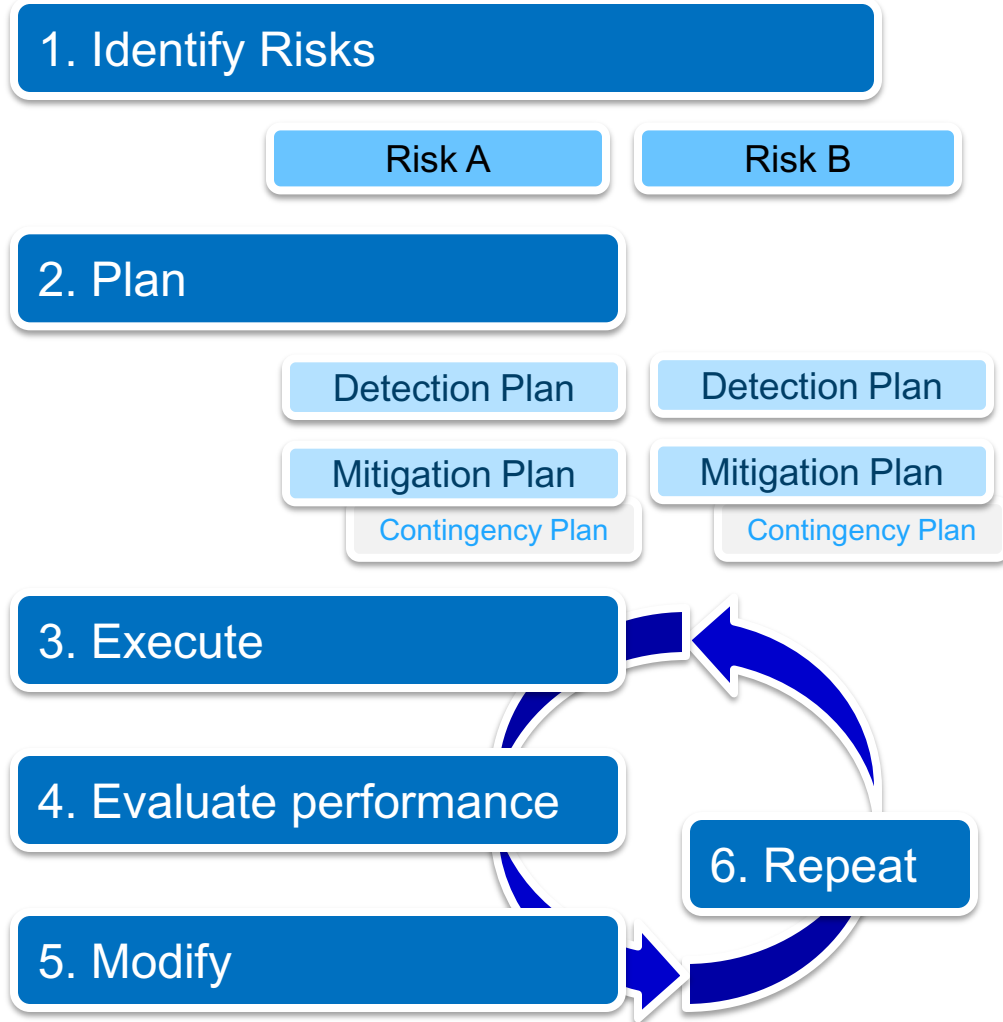 1. Identify Risks
Risk A
Risk B
2. Plan
Detection Plan
Detection Plan
Mitigation Plan
Mitigation Plan
Contingency Plan
Contingency Plan
3. Execute
4. Evaluate performance
6. Repeat
5. Modify